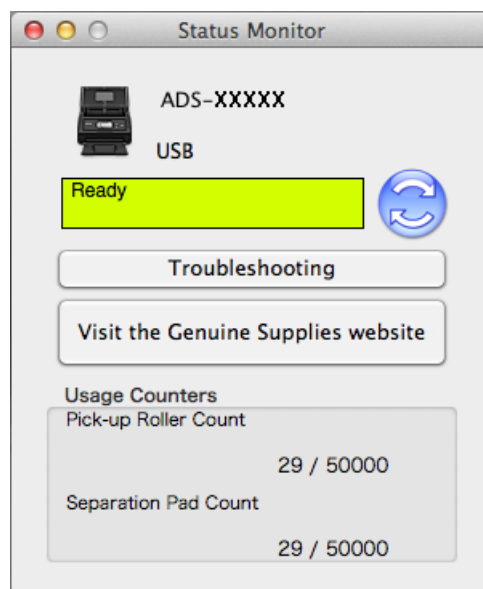 Status Monitor
ADS-XXXXX
USB
Ready
Troubleshooting
Visit the Genuine Supplies website
Usage Counters
Pick-up Roller Count
29 / 50000
Separation Pad Count
29 / 50000